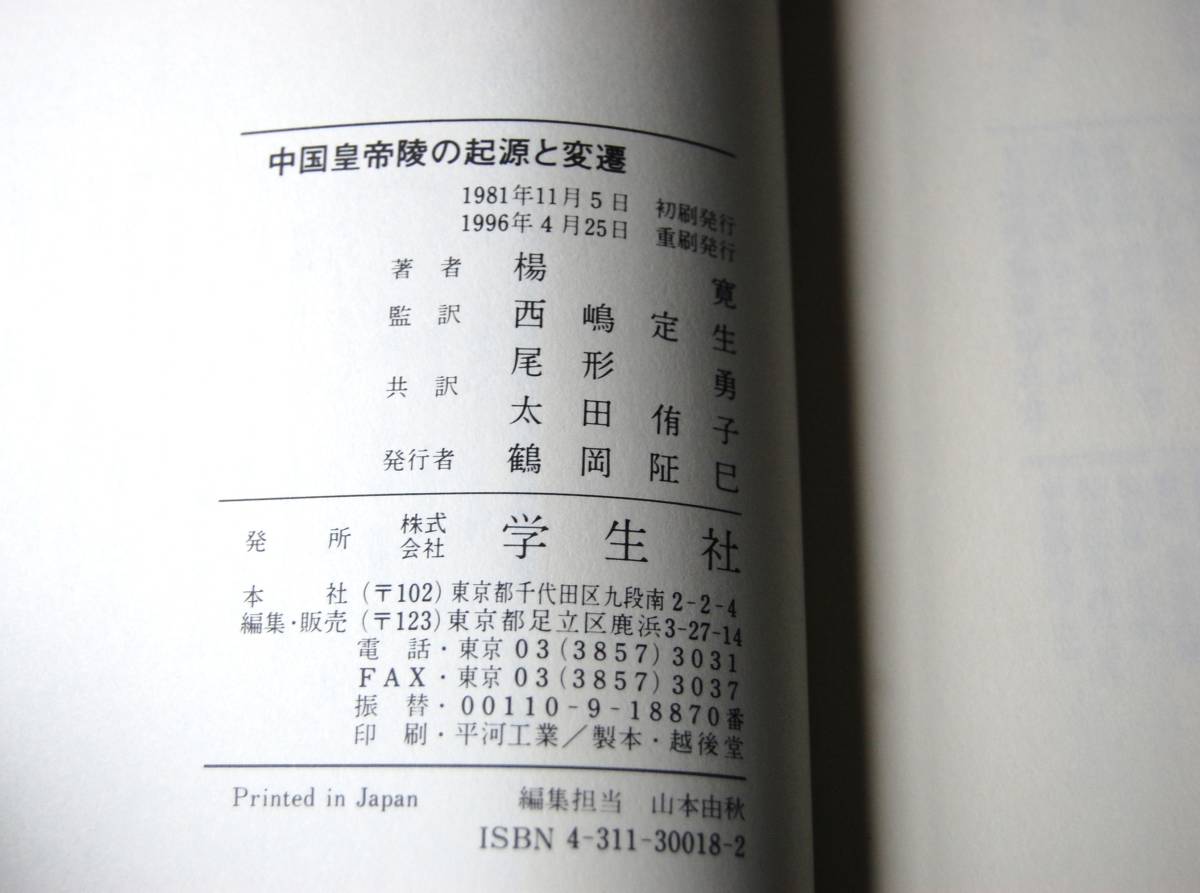 中国皇帝陵の起源と変遷
1981年11月5日 初刷発行
1996年4月25日 重刷発行
著者 楊 寛
監訳 西嶋定生
尾形 勇
共訳
太田侑子
発行者 鶴岡阷巳
発所 株式会社 学生社
本社 (〒102)東京都千代田区九段南2-2-4
編集・販売 (〒123)東京都足立区鹿浜3-27-14
電話・東京 03(3857)3031
FAX・東京 03(3857)3037
振替・00110-9-18870番
印刷・平河工業/製本・越後堂
Printed in Japan 編集担当 山本由秋
ISBN 4-311-30018-2